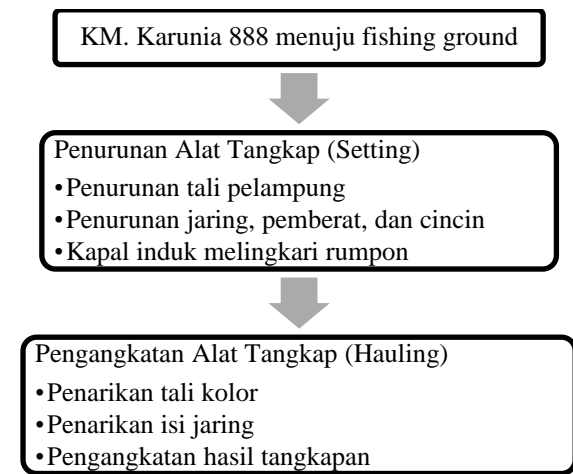 KM. Karunia 888 menuju fishing ground
Penurunan Alat Tangkap (Setting)
•Penurunan tali pelampung
•Penurunan jaring, pemberat, dan cincin
•Kapal induk melingkari rumpon
Pengangkatan Alat Tangkap (Hauling)
•Penarikan tali kolor
•Penarikan isi jaring
•Pengangkatan hasil tangkapan